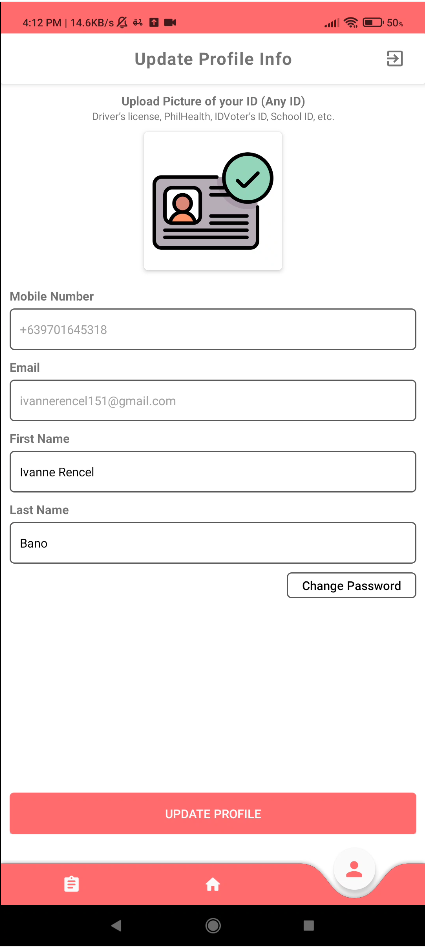 4:12 PM | 14.6KB/s
50%
Update Profile Info
Upload Picture of your ID (Any ID)
Driver's license, PhilHealth, IDVoter's ID, School ID, etc.
Mobile Number
+639701645318
Email
ivannerencel151@gmail.com
First Name
Ivanne Rencel
Last Name
Bano
Change Password
UPDATE PROFILE